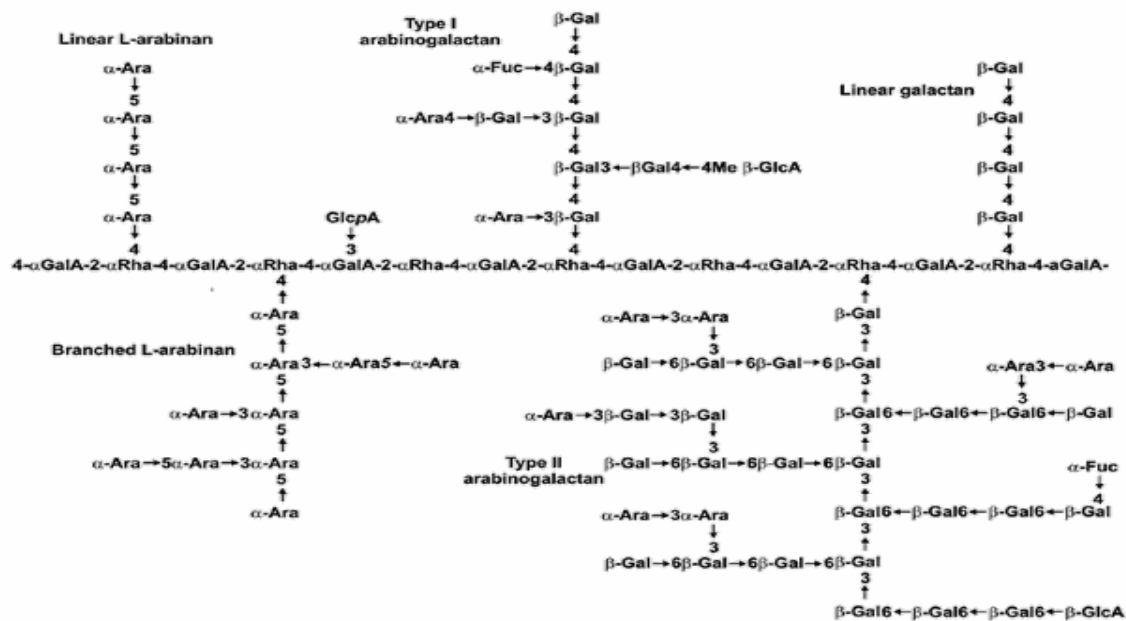 β-Gal
Type I
arabinogalactan
Linear L-arabinan
↓
4
α-Ara
α-Fuc→4β-Gal
β-Gal
↓
5
↓
4
Linear galactan
↓
4
α-Ara
α-Ara4→β-Gal→3β-Gal
β-Gal
↓
5
↓
4
↓
4
α-Ara
β-Gal3←βGal4←4Me β-GlcA
β-Gal
↓
5
↓
4
↓
4
α-Ara
GlcpA
α-Ara→3β-Gal
β-Gal
↓
4
↓
3
↓
4
↓
4
4-αGalA-2-αRha-4-αGalA-2-αRha-4-αGalA-2-αRha-4-αGalA-2-αRha-4-αGalA-2-αRha-4-αGalA-2-αRha-4-αGalA-2-αRha-4-aGalA-
4
↑
4
↑
α-Ara
α-Ara→3α-Ara
β-Gal
5
↑
↓
3
3
↑
Branched L-arabinan
α-Ara3←α-Ara5←α-Ara
β-Gal→6β-Gal→6β-Gal→6β-Gal
α-Ara3←α-Ara
5
↑
3
↑
↓
3
α-Ara→3α-Ara
α-Ara→3β-Gal→3β-Gal
β-Gal6←β-Gal6←β-Gal6←β-Gal
5
↑
↓
3
3
↑
α-Ara→5α-Ara→3α-Ara
Type II
arabinogalactan
β-Gal→6β-Gal→6β-Gal→6β-Gal
α-Fuc
5
↑
3
↑
↓
4
α-Ara
α-Ara→3α-Ara
β-Gal6←β-Gal6←β-Gal6←β-Gal
↓
3
3
↑
β-Gal→6β-Gal→6β-Gal→6β-Gal
3
↑
β-Gal6←β-Gal6←β-Gal6←β-GlcA